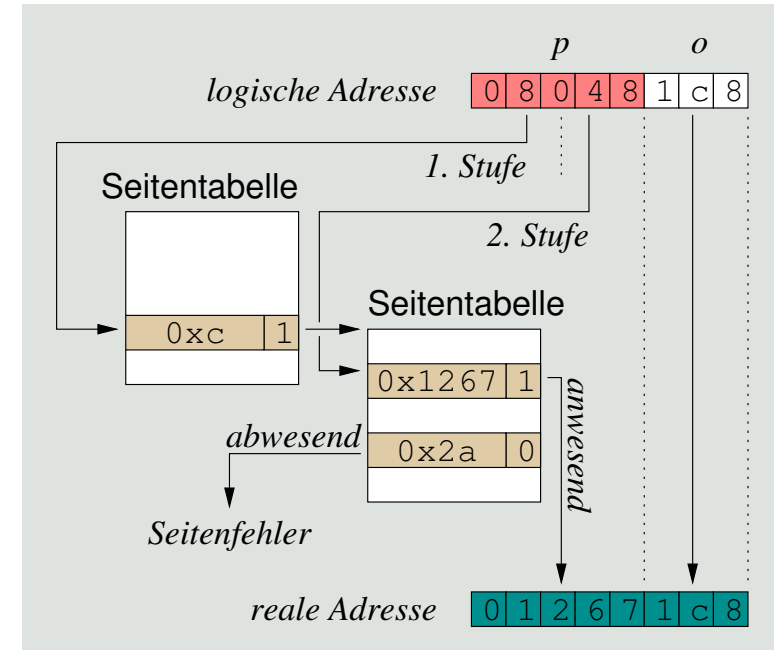 p o
logische Adresse 0 8 0 4 8 1 c 8
1. Stufe
Seitentabelle
2. Stufe
Seitentabelle
0xc 1
0x1267 1
anwesend
abwesend
0x2a 0
Seitenfehler
reale Adresse 0 1 2 6 7 1 c 8